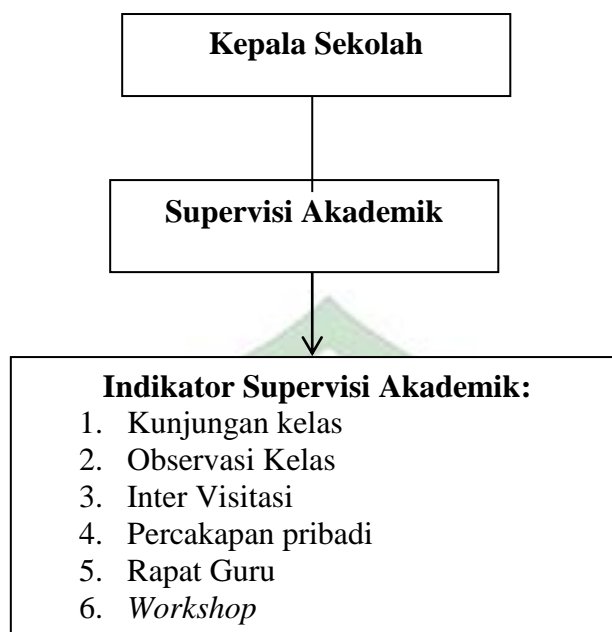 Kepala Sekolah
Supervisi Akademik
Indikator Supervisi Akademik:
1. Kunjungan kelas
2. Observasi Kelas
3. Inter Visitasi
4. Percakapan pribadi
5. Rapat Guru
6. Workshop